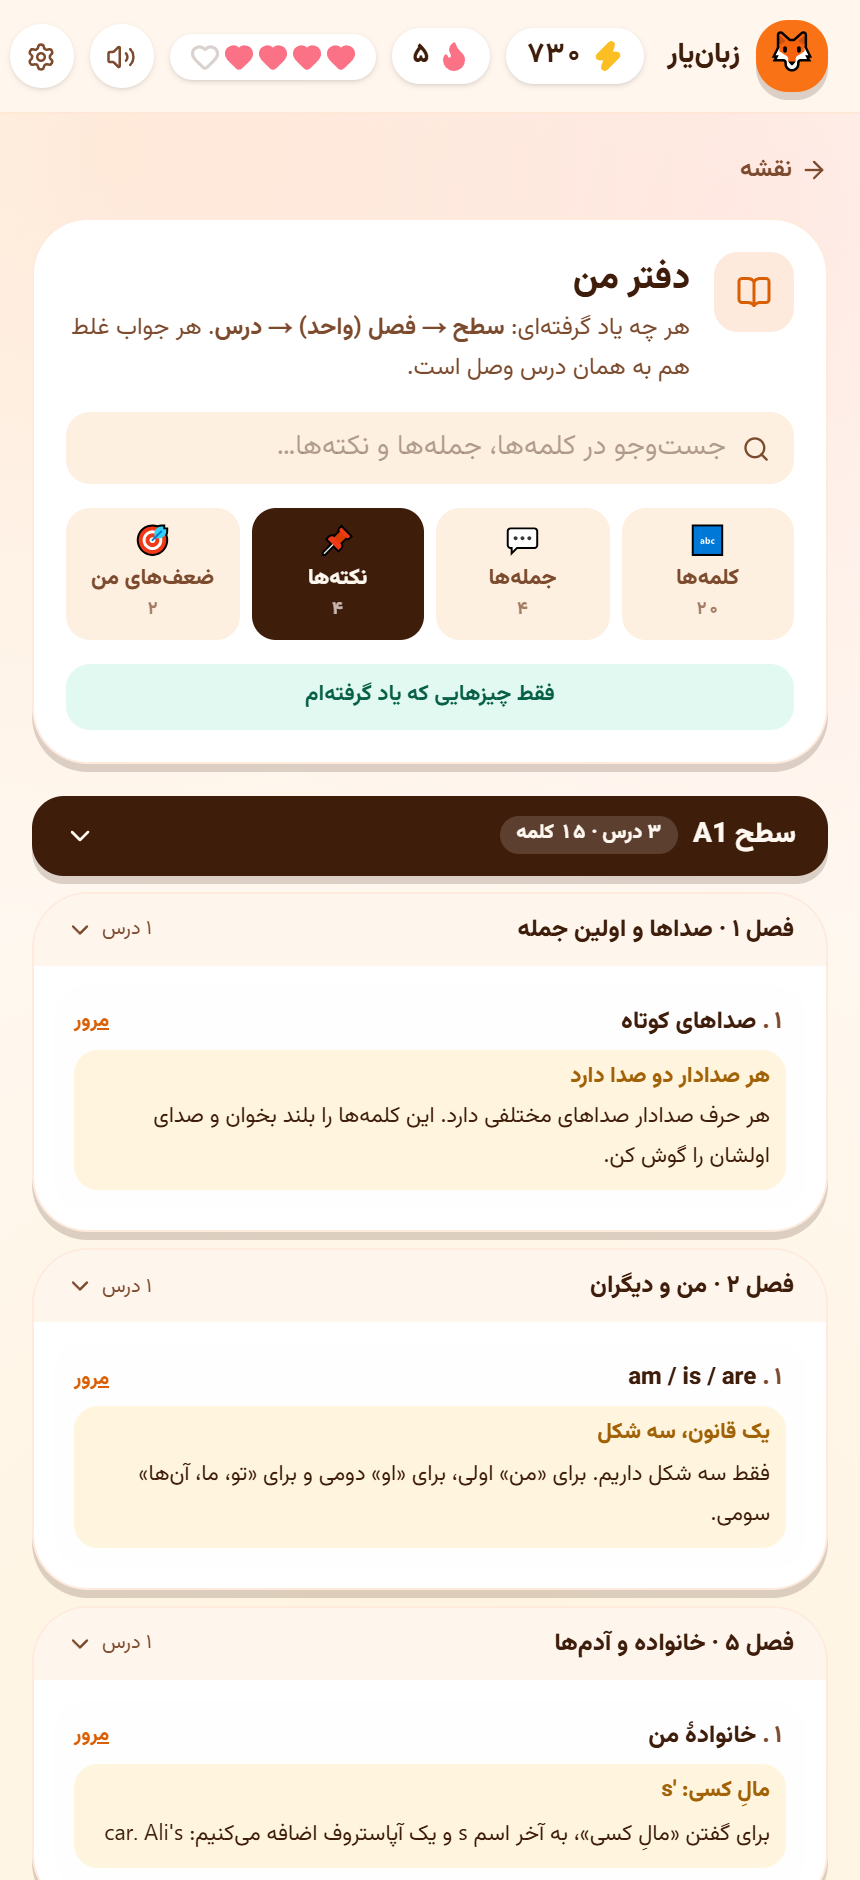 زبان‌یار
۷۳۰
۵
نقشه
دفتر من
هر چه یاد گرفته‌ای: سطح → فصل (واحد) → درس. هر جواب غلط
هم به همان درس وصل است.
جست‌وجو در کلمه‌ها، جمله‌ها و نکته‌ها...
abc
کلمه‌ها
۲۰
جمله‌ها
۴
نکته‌ها
۴
ضعف‌های من
۲
فقط چیزهایی که یاد گرفته‌ام
سطح A1
۳ درس · ۱۵ کلمه
فصل ۱ · صداها و اولین جمله
۱ درس
۱. صداهای کوتاه
مرور
هر صدادار دو صدا دارد
هر حرف صدادار صداهای مختلفی دارد. این کلمه‌ها را بلند بخوان و صدای
اولشان را گوش کن.
فصل ۲ · من و دیگران
۱ درس
۱. am / is / are
مرور
یک قانون، سه شکل
فقط سه شکل داریم. برای «من» اولی، برای «او» دومی و برای «تو، ما، آن‌ها»
سومی.
فصل ۵ · خانواده و آدم‌ها
۱ درس
۱. خانوادهٔ من
مرور
مالِ کسی: 's
برای گفتن «مالِ کسی»، به آخر اسم s و یک آپاستروف اضافه می‌کنیم: car. Ali's